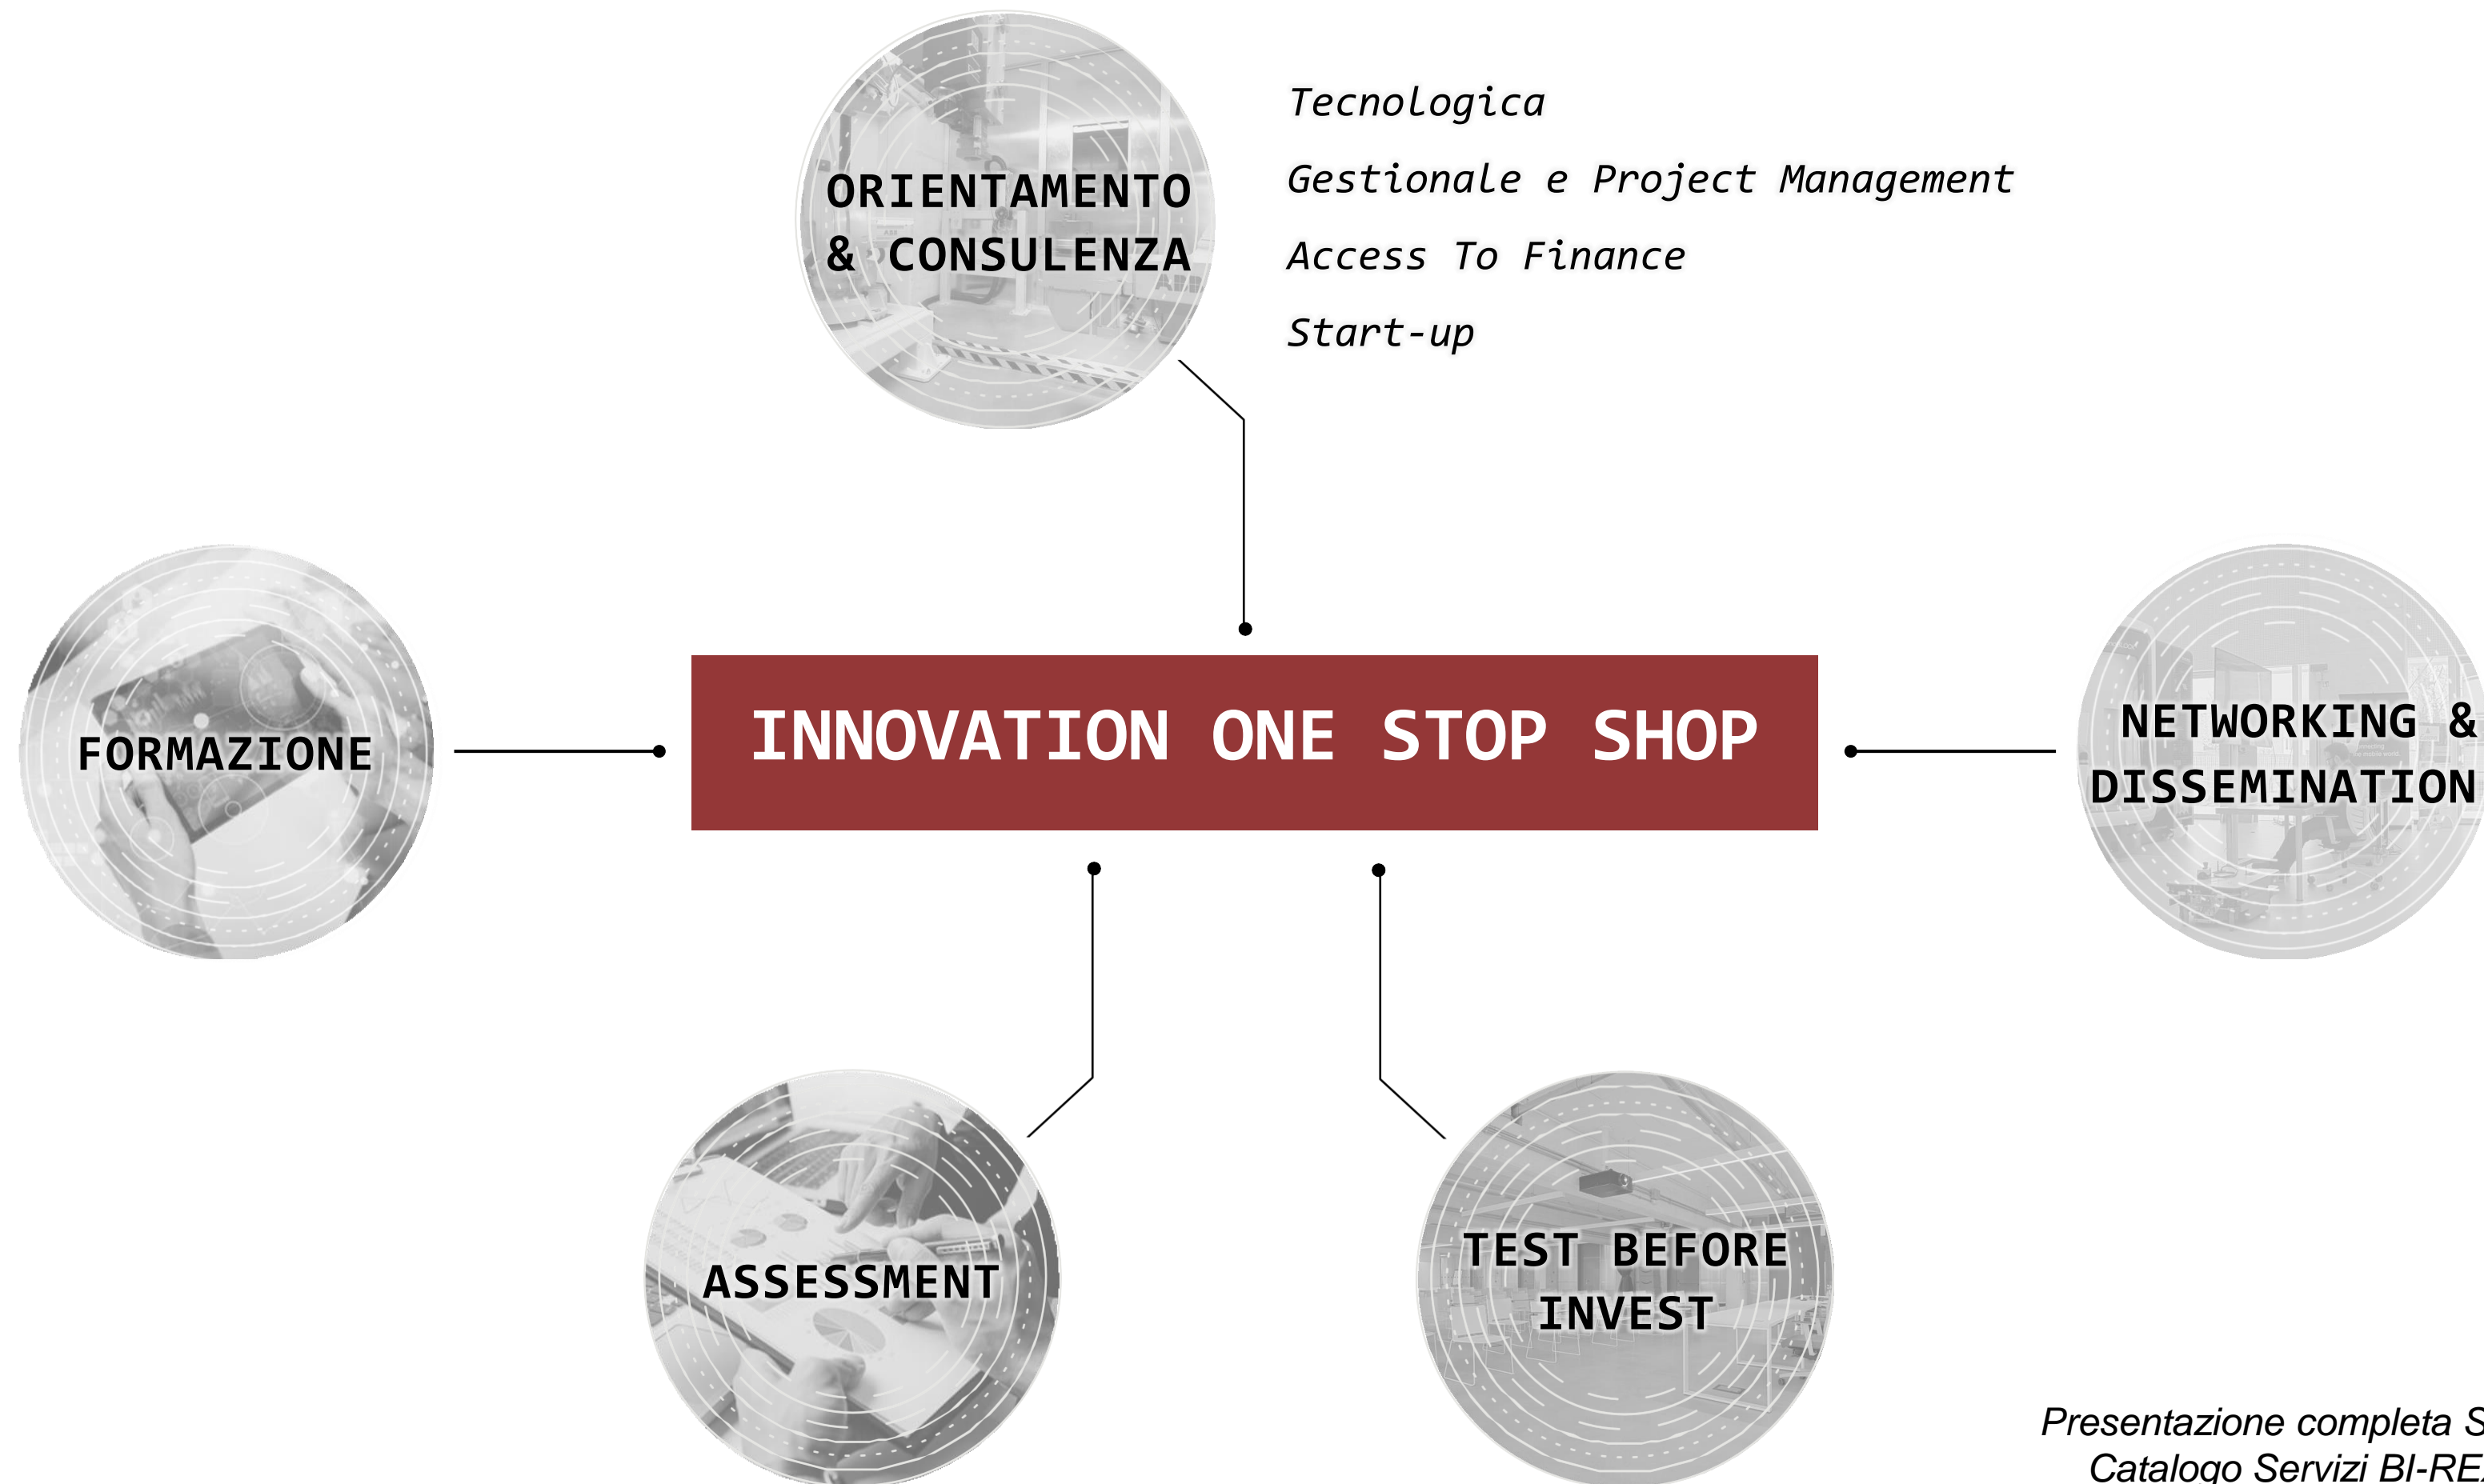 Tecnologica
ORIENTAMENTO
& CONSULENZA
Gestionale e Project Management
Access To Finance
Start-up
FORMAZIONE
INNOVATION ONE STOP SHOP
NETWORKING &
DISSEMINATION
ASSESSMENT
TEST BEFORE
INVEST
Presentazione completa
Catalogo Servizi